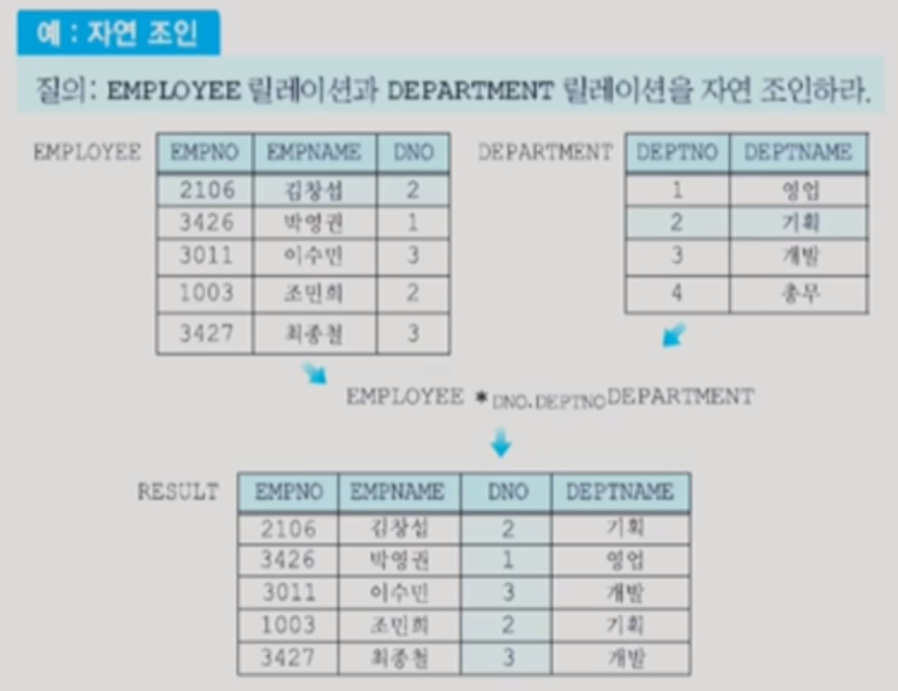 예 : 자연 조인
질의: EMPLOYEE 릴레이션과 DEPARTMENT 릴레이션을 자연 조인하라.
EMPLOYEE
EMPNO EMPNAME DNO
2106 김창섭 2
3426 박영권 1
3011 이수민 3
1003 조민희 2
3427 최종철 3
DEPARTMENT
DEPTNO DEPTNAME
1 영업
2 기획
3 개발
4 총무
EMPLOYEE *DNO.DEPTNODEPARTMENT
RESULT
EMPNO EMPNAME DNO DEPTNAME
2106 김창섭 2 기획
3426 박영권 1 영업
3011 이수민 3 개발
1003 조민희 2 기획
3427 최종철 3 개발